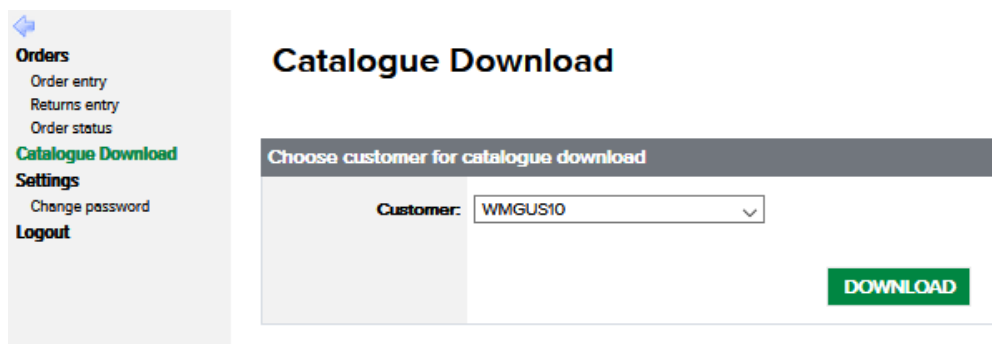 Orders
Order entry
Returns entry
Order status
Catalogue Download
Settings
Change password
Logout
Catalogue Download
Choose customer for catalogue download
Customer: WMGUS10
DOWNLOAD